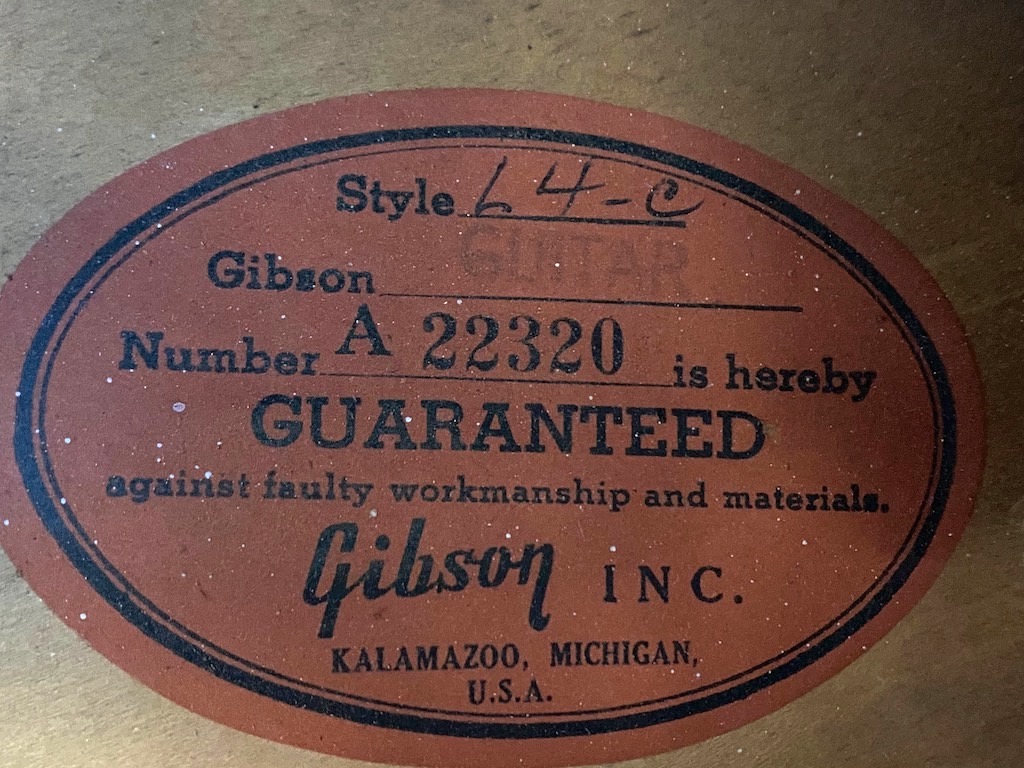 Style L4-C
Gibson GUITAR
Number A 22320 is hereby
GUARANTEED
against faulty workmanship and materials.
Gibson INC.
KALAMAZOO, MICHIGAN,
U.S.A.